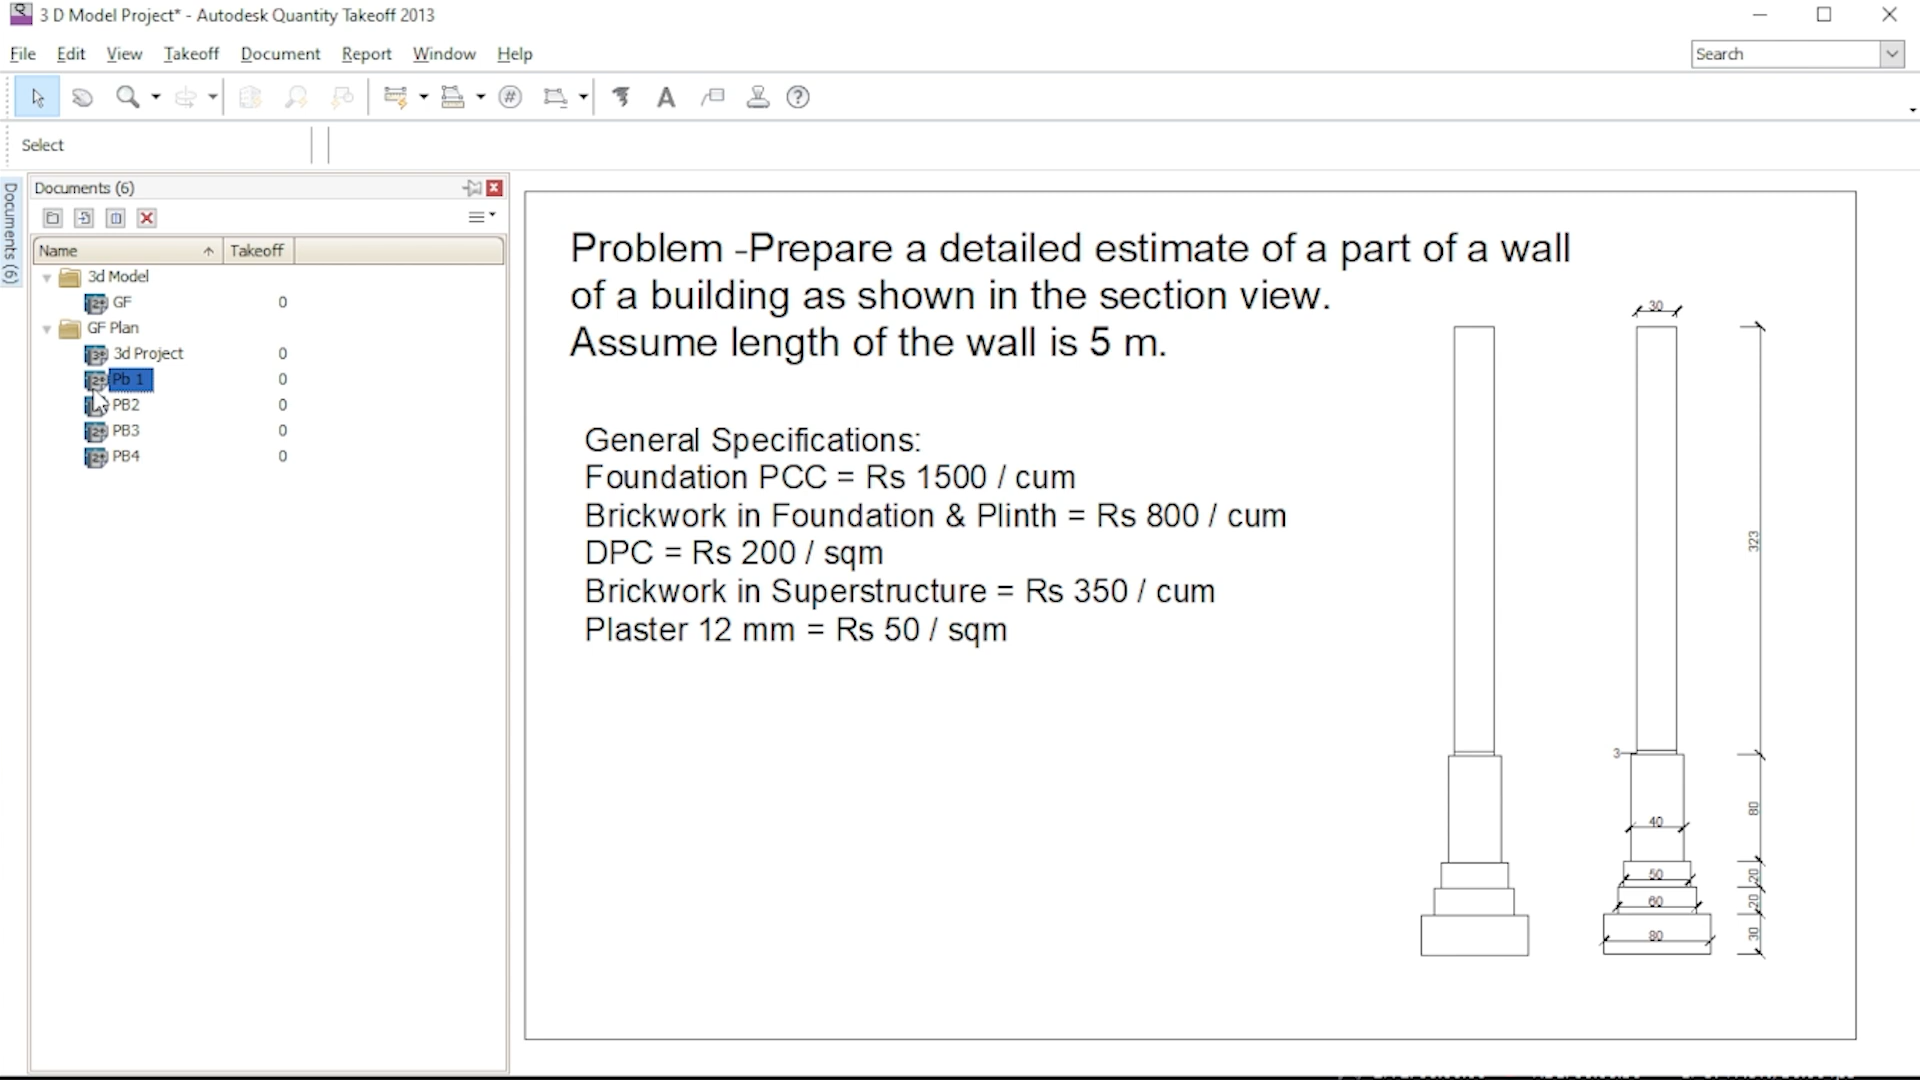 3 D Model Project* - Autodesk Quantity Takeoff 2013
File Edit View Takeoff Document Report Window Help
Search
Select
Documents (6)
Documents (6)
Name Takeoff
3d Model
GF 0
GF Plan
3d Project 0
Pb 1 0
PB2 0
PB3 0
PB4 0
Problem -Prepare a detailed estimate of a part of a wall
of a building as shown in the section view.
Assume length of the wall is 5 m.
General Specifications:
Foundation PCC = Rs 1500 / cum
Brickwork in Foundation & Plinth = Rs 800 / cum
DPC = Rs 200 / sqm
Brickwork in Superstructure = Rs 350 / cum
Plaster 12 mm = Rs 50 / sqm
30
323
3
80
40
50
20
60
20
80
30